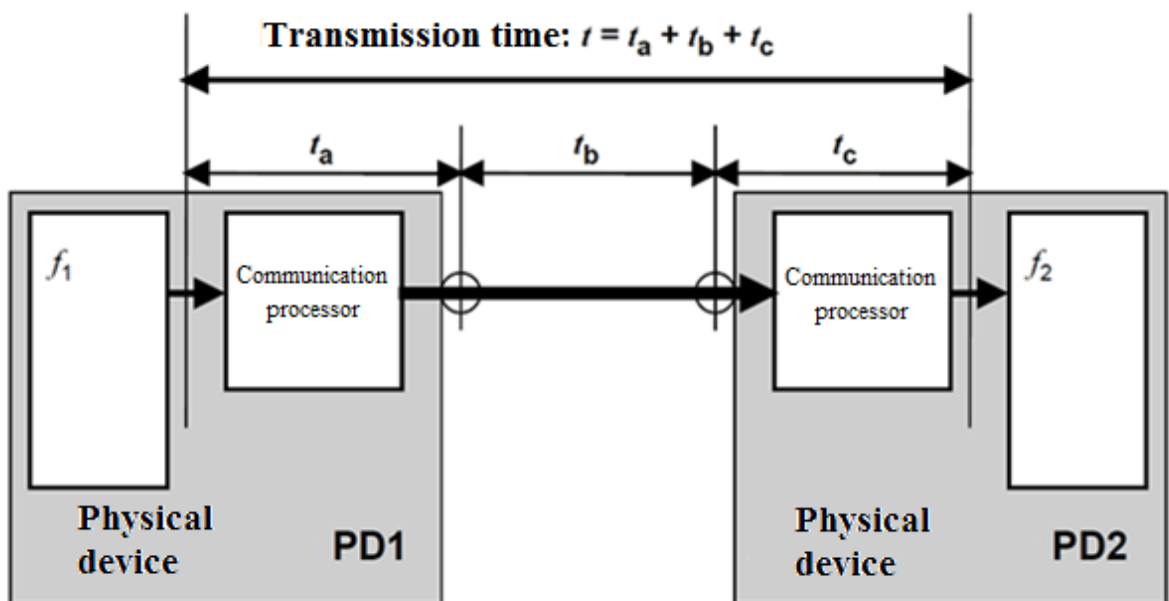 Transmission time: t = ta + tb + tc
ta
tb
tc
f1
Communication
processor
Communication
processor
f2
Physical
device
PD1
Physical
device
PD2